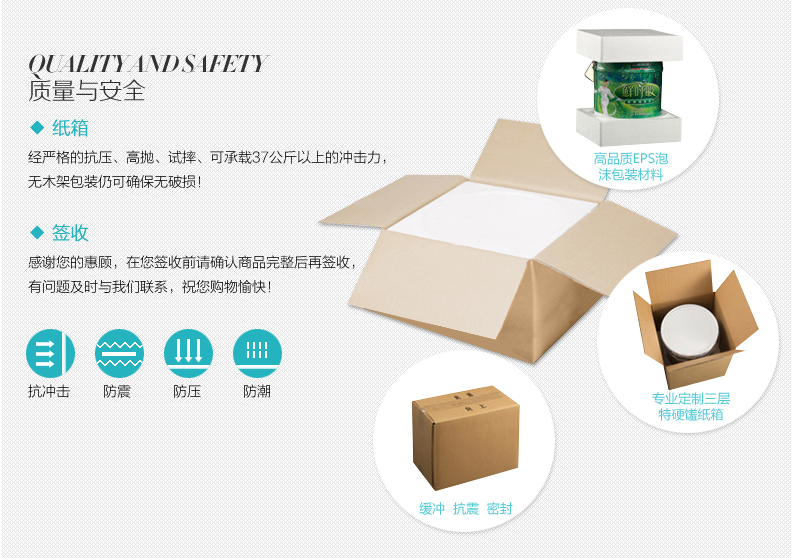 QUALITY AND SAFETY
质量与安全
纸箱
经严格的抗压、高抛、试摔、可承载37公斤以上的冲击力，
无木架包装仍可确保无破损！
签收
感谢您的惠顾，在您签收前请确认商品完整后再签收，
有问题及时与我们联系，祝您购物愉快！
抗冲击 防震 防压 防潮
高品质EPS泡
沫包装材料
专业定制三层
特硬馐纸箱
缓冲 抗震 密封